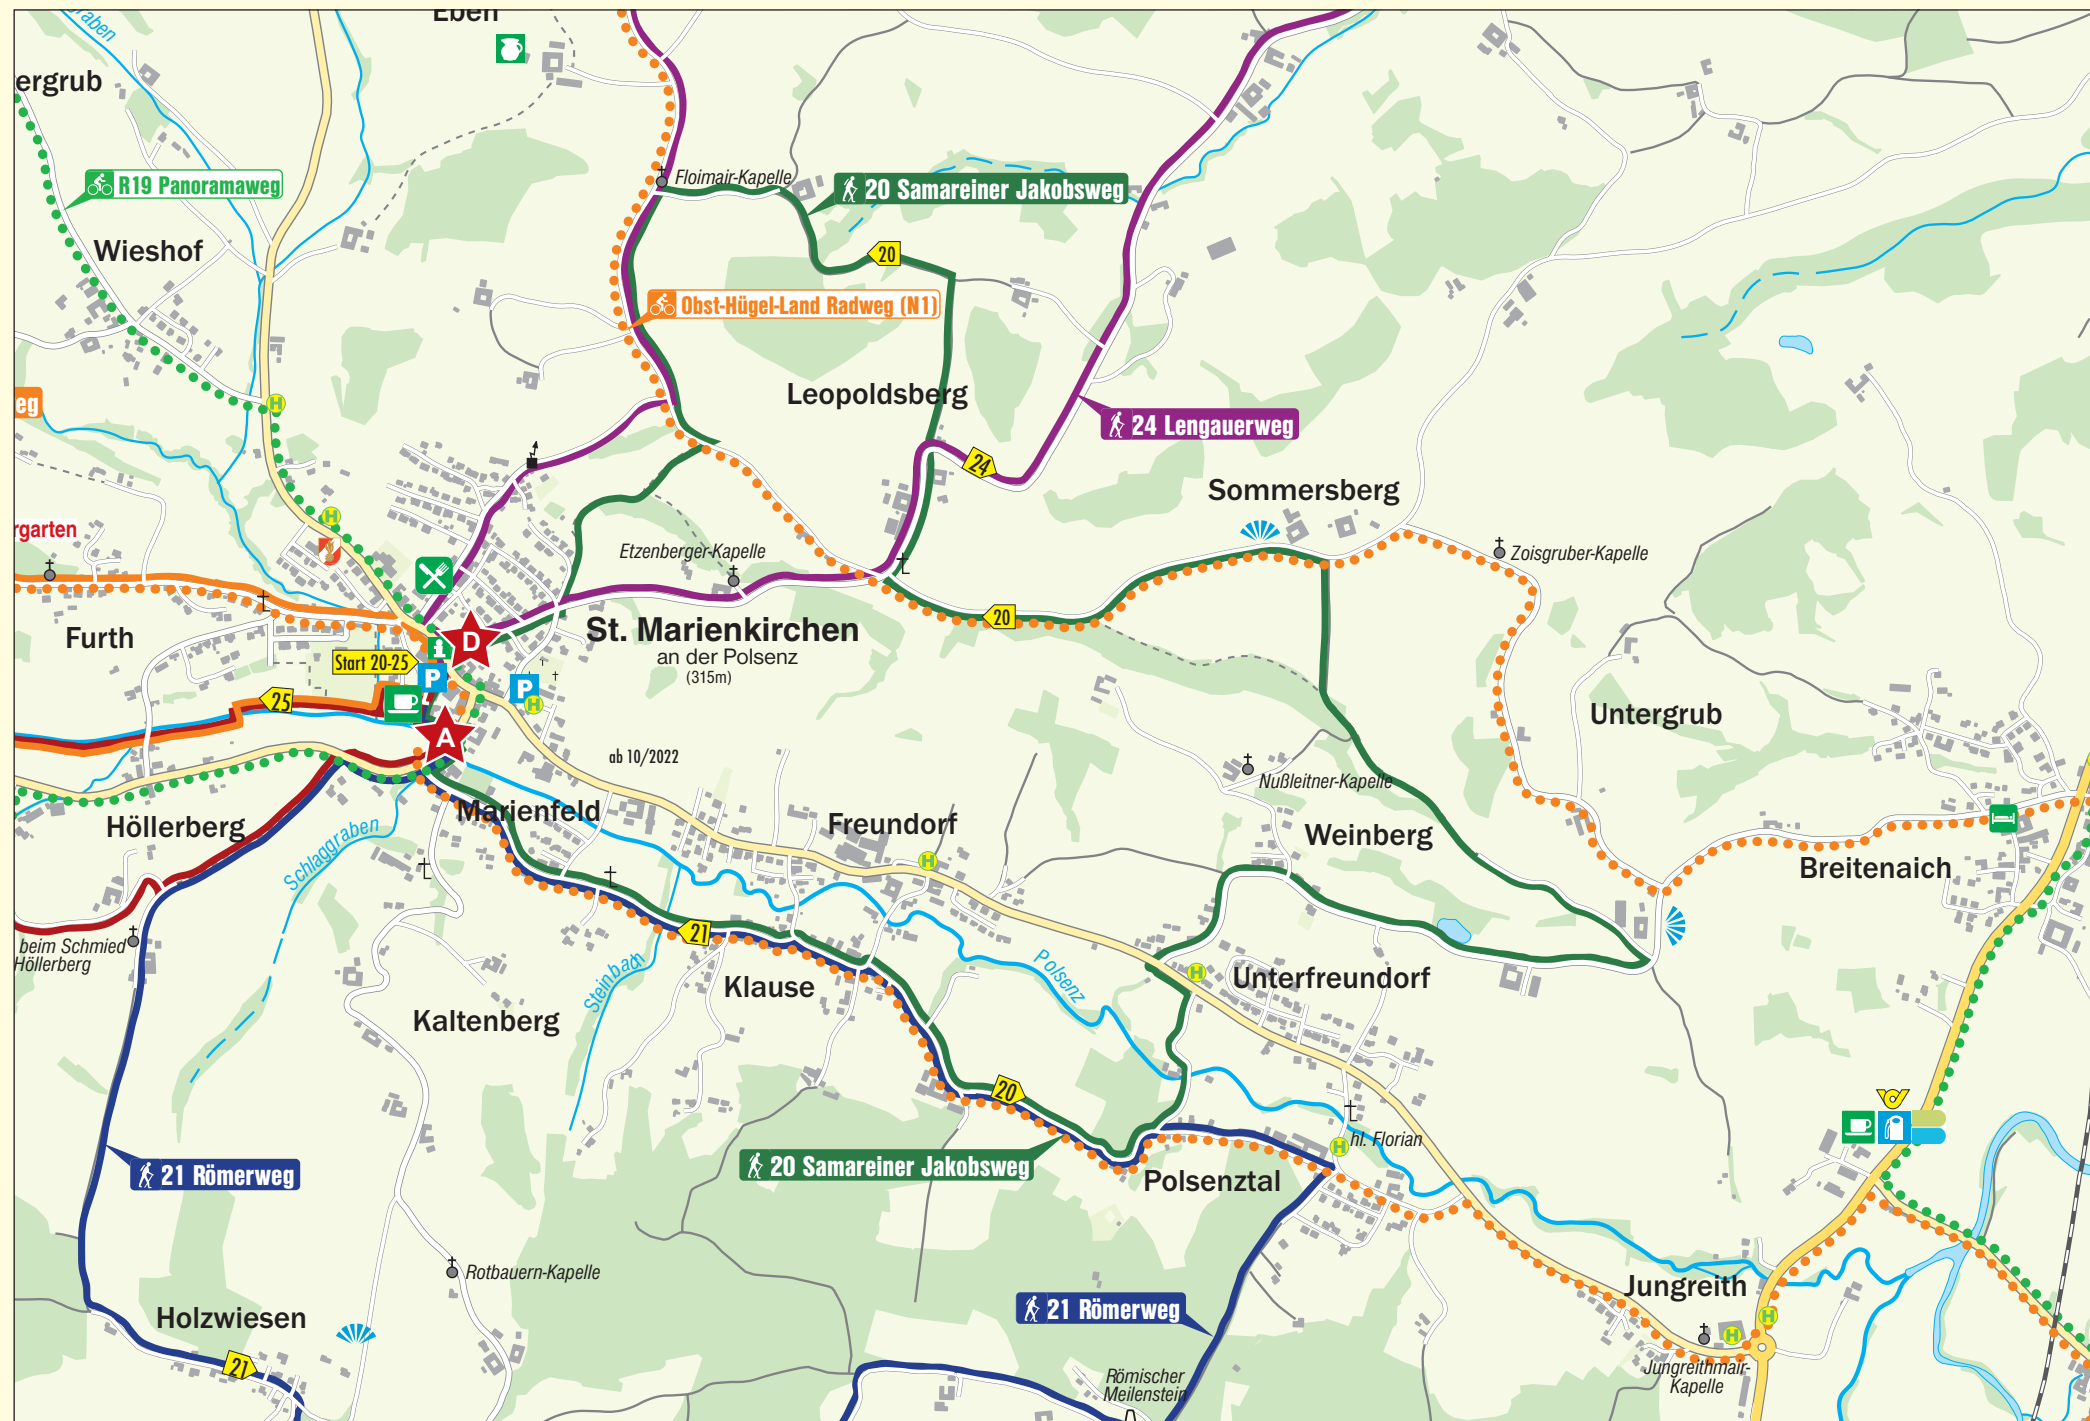 Eben
graben
ergrub
R19 Panoramaweg
Floimair-Kapelle
20 Samareiner Jakobsweg
Wieshof
20
Obst-Hügel-Land Radweg (N1)
Leopoldsberg
eg
H
24 Lengauerweg
24
Sommersberg
H
rgarten
Etzenberger-Kapelle
Zoisgruber-Kapelle
20
Furth
D
St. Marienkirchen
an der Polsenz
(315m)
i
Start 20-25
P
P
H
25
A
Untergrub
ab 10/2022
Nußleitner-Kapelle
Marienfeld
Höllerberg
Freundorf
Weinberg
H
Schlaggraben
Breitenaich
21
beim Schmied
Höllerberg
Steinbach
Klause
Polsenz
H
Unterfreundorf
Kaltenberg
20
hl. Florian
H
21 Römerweg
20 Samareiner Jakobsweg
Polsenztal
Rotbauern-Kapelle
Jungreith
21 Römerweg
Holzwiesen
H
H
21
Römischer
Meilenstein
Jungreithmair-
Kapelle